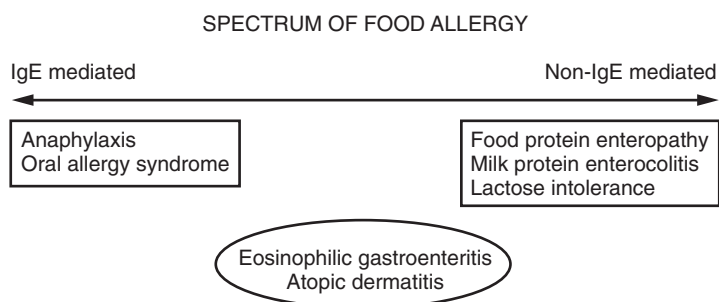 SPECTRUM OF FOOD ALLERGY
IgE mediated
Non-IgE mediated
Anaphylaxis
Oral allergy syndrome
Food protein enteropathy
Milk protein enterocolitis
Lactose intolerance
Eosinophilic gastroenteritis
Atopic dermatitis